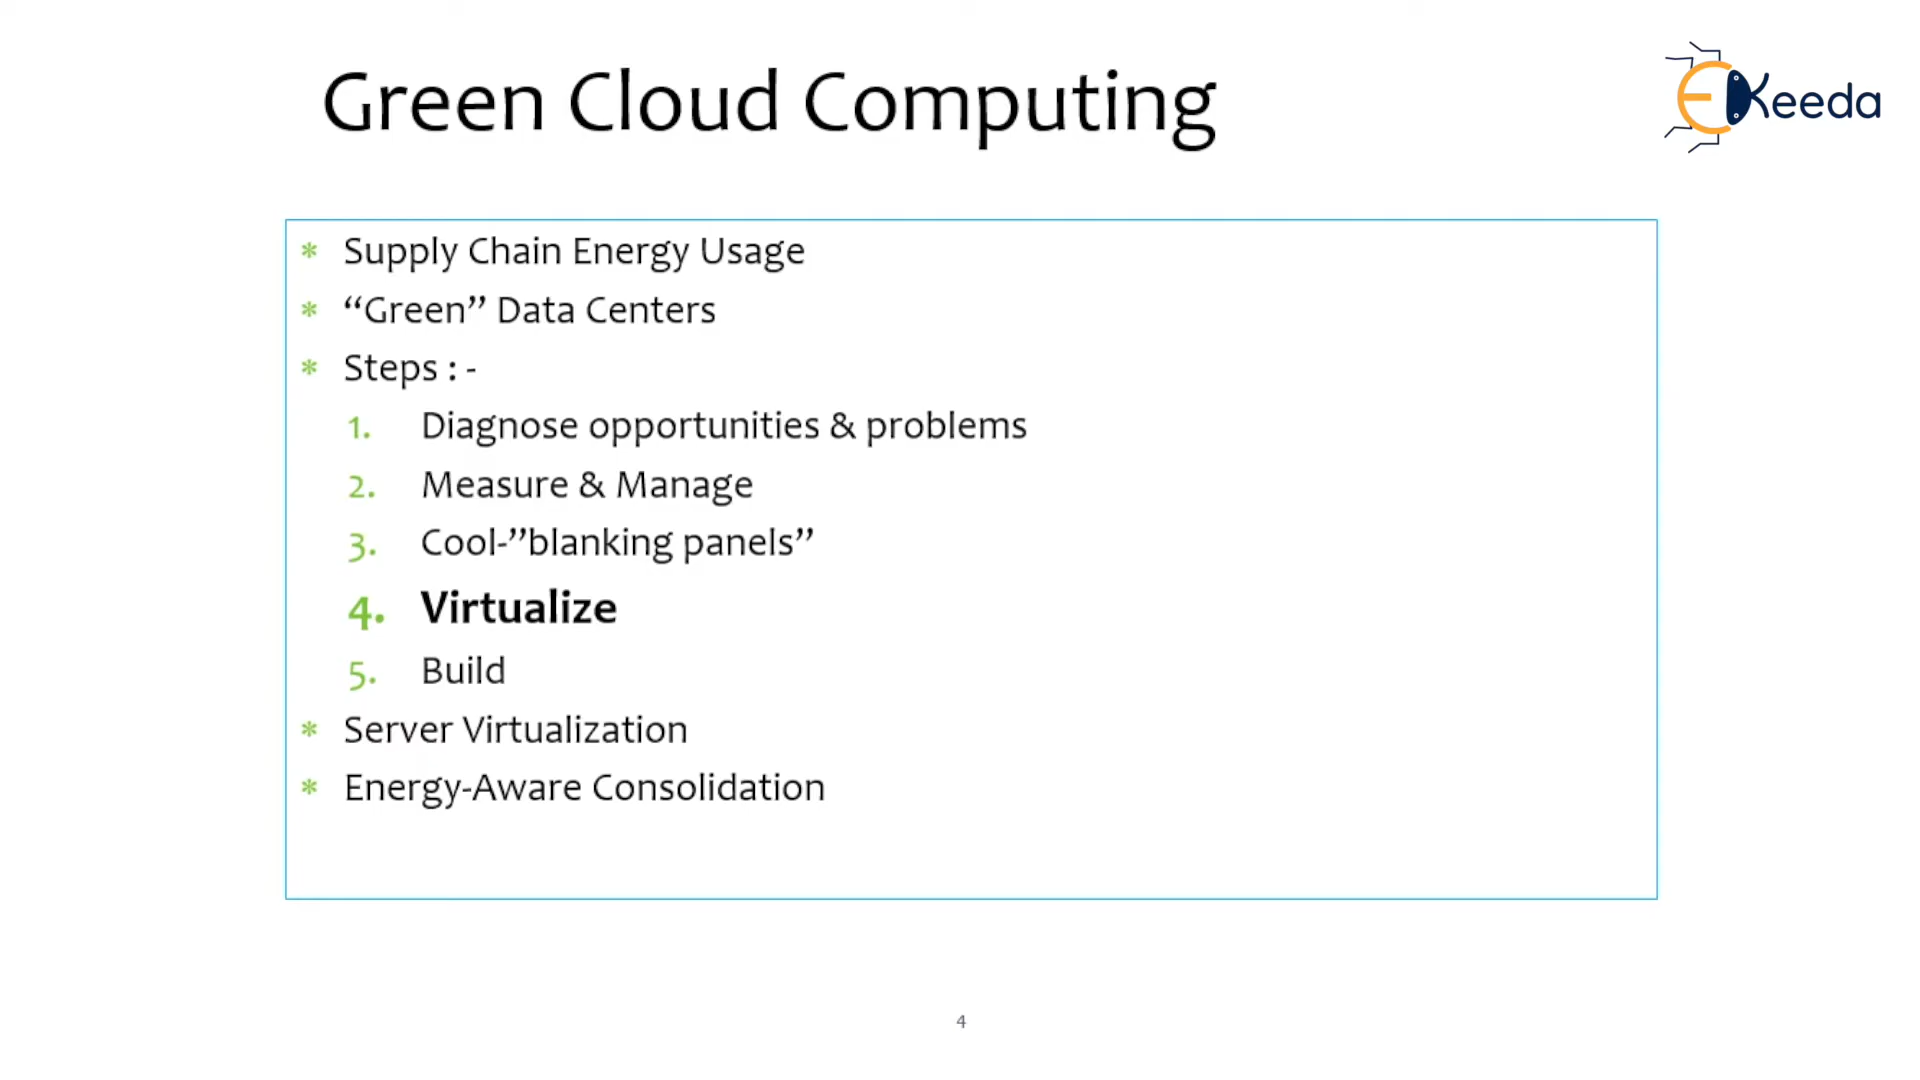 Green Cloud Computing
EKeeda
* Supply Chain Energy Usage
* “Green” Data Centers
* Steps : -
1. Diagnose opportunities & problems
2. Measure & Manage
3. Cool-”blanking panels”
4. Virtualize
5. Build
* Server Virtualization
* Energy-Aware Consolidation
4